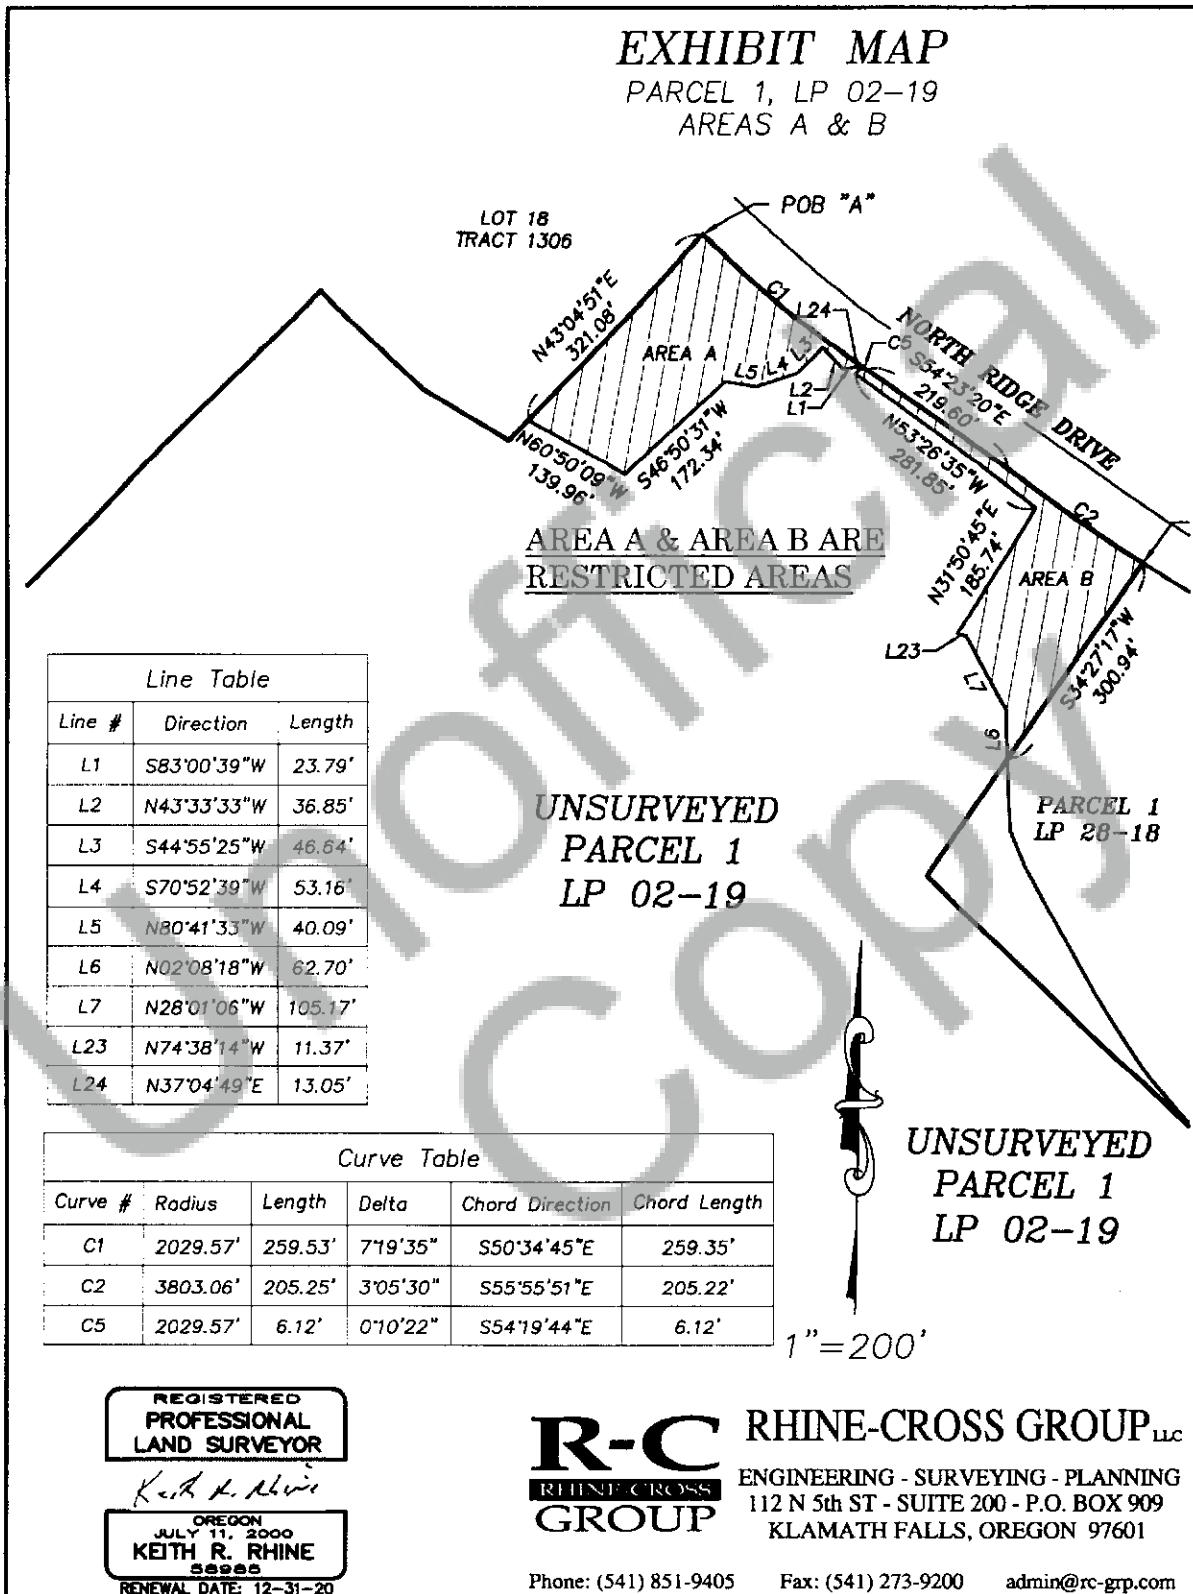 EXHIBIT MAP
PARCEL 1, LP 02-19
AREAS A & B
POB "A"
LOT 18
TRACT 1306
N43°04'51"E
321.08'
AREA A
C1
L24
C5
NORTH RIDGE DRIVE
S54°23'20"E
219.60'
L5
L4
L3
L2
L1
N53°26'35"W
281.85'
N60°50'09"W
139.96'
S46°50'31"W
172.34'
C2
AREA A & AREA B ARE
RESTRICTED AREAS
N31°50'45"E
185.74'
AREA B
L23
L7
S34°27'17"W
300.94'
L6
Line Table
Line # Direction Length
L1 S83°00'39"W 23.79'
L2 N43°33'33"W 36.85'
L3 S44°55'25"W 46.64'
L4 S70°52'39"W 53.16'
L5 N80°41'33"W 40.09'
L6 N02°08'18"W 62.70'
L7 N28°01'06"W 105.17'
L23 N74°38'14"W 11.37'
L24 N37°04'49"E 13.05'
UNSURVEYED
PARCEL 1
LP 02-19
PARCEL 1
LP 28-18
UNSURVEYED
PARCEL 1
LP 02-19
Curve Table
Curve # Radius Length Delta Chord Direction Chord Length
C1 2029.57' 259.53' 7°19'35" S50°34'45"E 259.35'
C2 3803.06' 205.25' 3°05'30" S55°55'51"E 205.22'
C5 2029.57' 6.12' 0°10'22" S54°19'44"E 6.12'
1"=200'
Unofficial
Copy
REGISTERED
PROFESSIONAL
LAND SURVEYOR
Keith R. Rhine
OREGON
JULY 11, 2000
KEITH R. RHINE
58985
RENEWAL DATE: 12-31-20
R-C
RHINE-CROSS
GROUP
RHINE-CROSS GROUP LLC
ENGINEERING - SURVEYING - PLANNING
112 N 5th ST - SUITE 200 - P.O. BOX 909
KLAMATH FALLS, OREGON 97601
Phone: (541) 851-9405 Fax: (541) 273-9200 admin@rc-grp.com